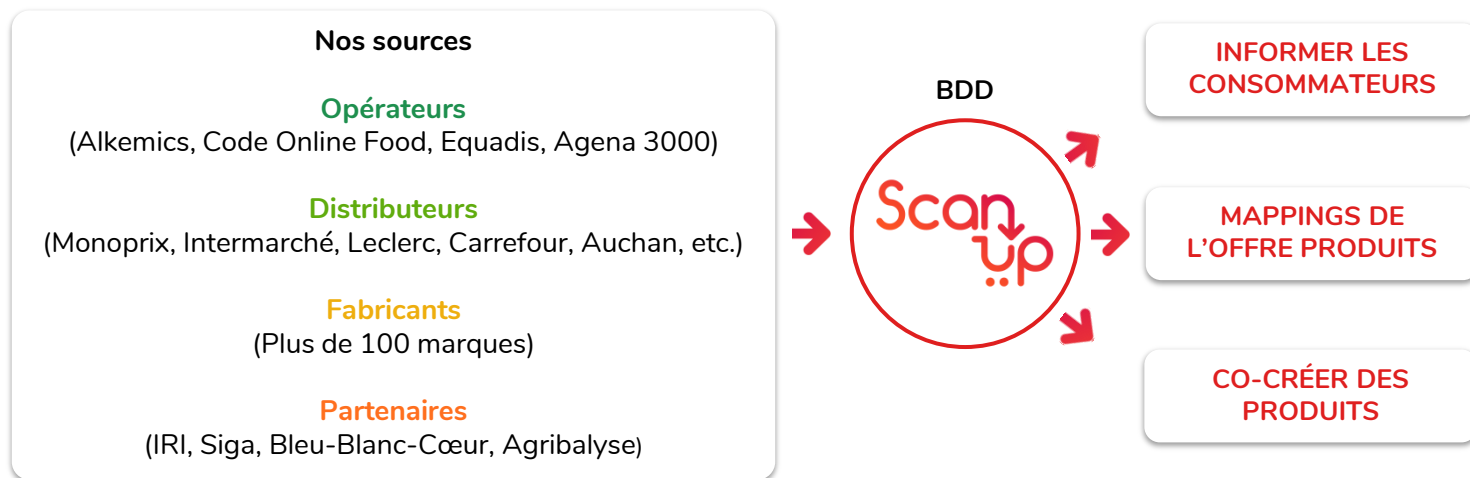 Nos sources
Opérateurs
(Alkemics, Code Online Food, Equadis, Agena 3000)
Distributeurs
(Monoprix, Intermarché, Leclerc, Carrefour, Auchan, etc.)
Fabricants
(Plus de 100 marques)
Partenaires
(IRI, Siga, Bleu-Blanc-Cœur, Agribalyse)
BDD
Scan
up
INFORMER LES
CONSOMMATEURS
MAPPINGS DE
L’OFFRE PRODUITS
CO-CRÉER DES
PRODUITS